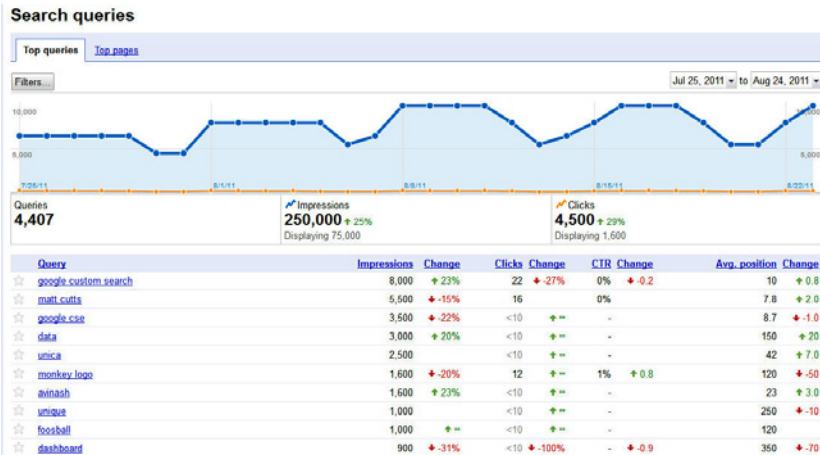 Search queries
Top queries Top pages
Filters... Jul 25, 2011 to Aug 24, 2011
10,000 10,000
5,000 5,000
7/25/11 8/1/11 8/8/11 8/15/11 8/22/11
Queries Impressions Clicks
4,407 250,000 25% 4,500 29%
Displaying 75,000 Displaying 1,600
Query Impressions Change Clicks Change CTR Change Avg. position Change
google custom search 8,000 23% 22 -27% 0% -0.2 10 0.8
matt cutts 5,500 -15% 16 0% 7.8 2.0
google cse 3,500 -22% <10 ∞ - 8.7 -1.0
data 3,000 20% <10 ∞ - 150 20
unica 2,500 <10 ∞ - 42 7.0
monkey logo 1,600 -20% 12 ∞ 1% 0.8 120 -50
avinash 1,600 23% <10 ∞ - 23 3.0
unique 1,000 <10 ∞ - 250 -10
foosball 1,000 ∞ <10 ∞ - 120
dashboard 900 -31% <10 -100% - -0.9 350 -70